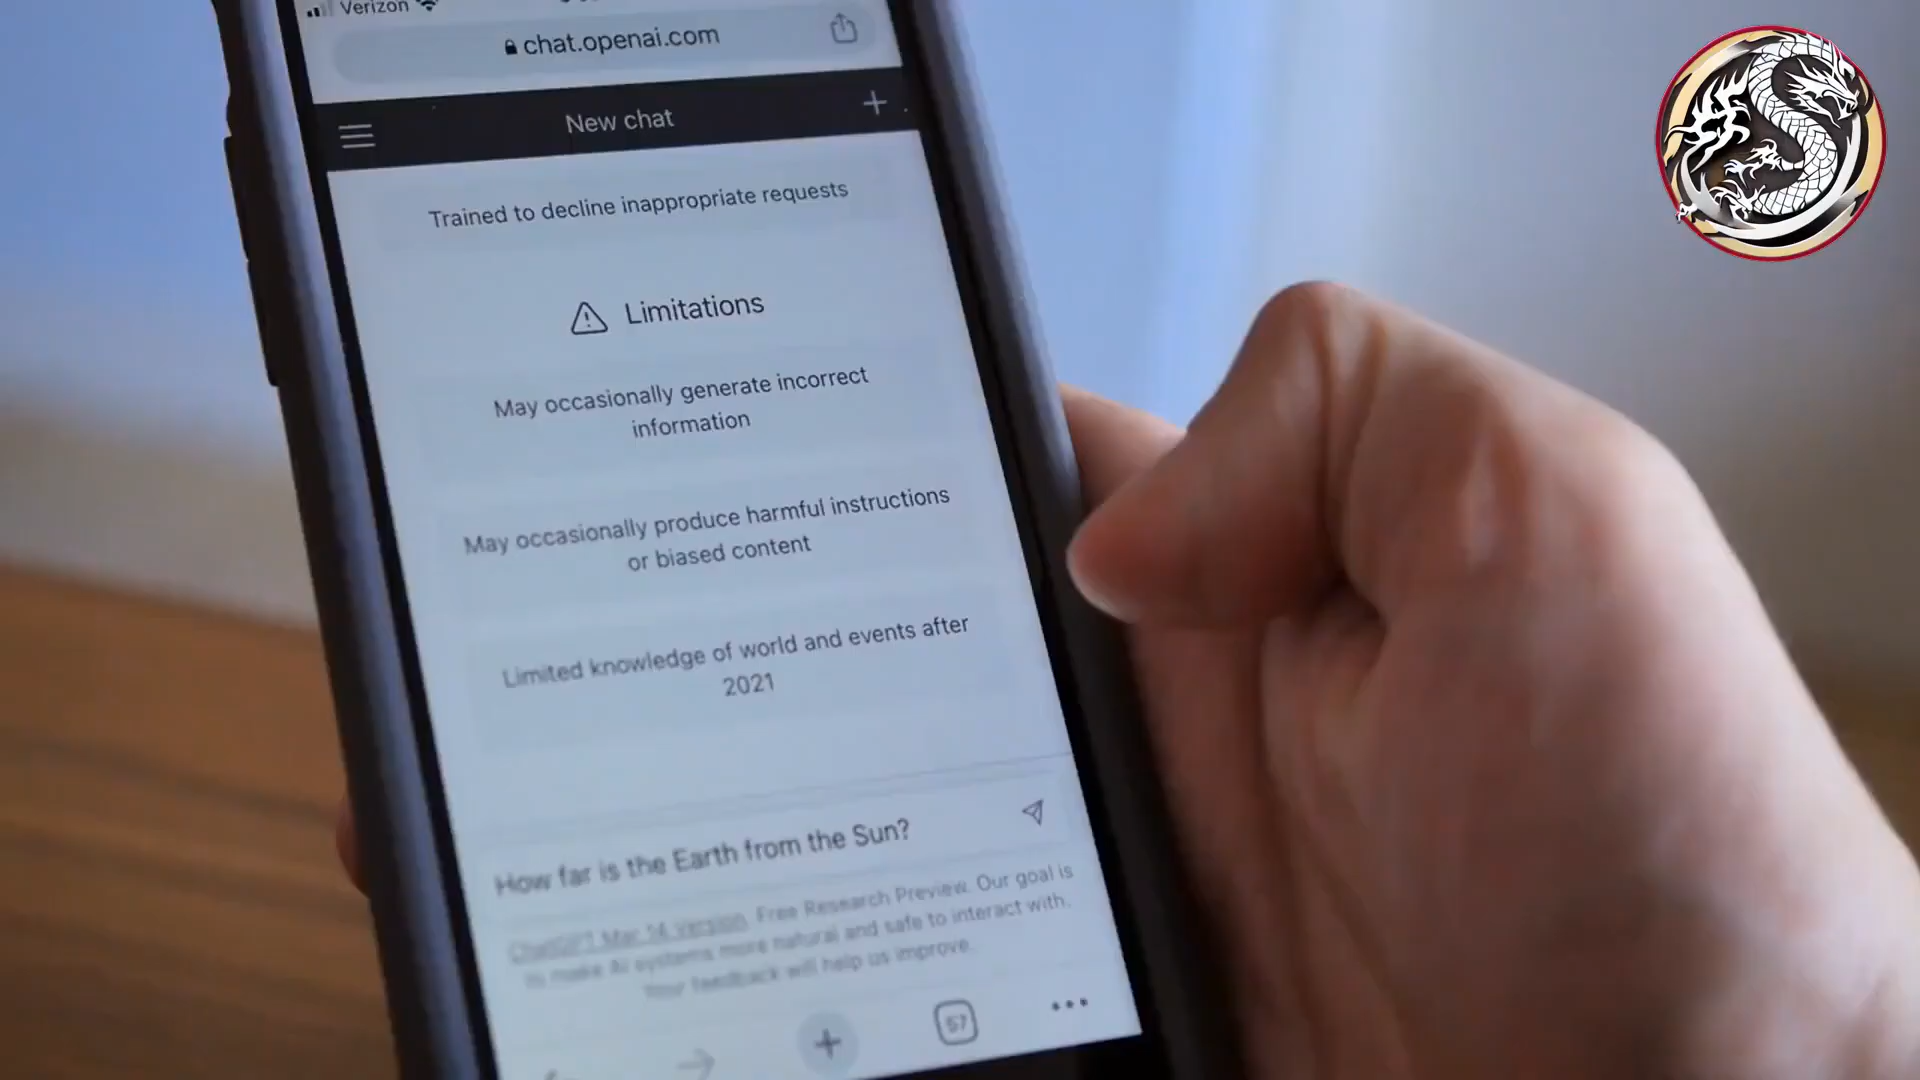 Verizon
chat.openai.com
New chat
Trained to decline inappropriate requests
Limitations
May occasionally generate incorrect
information
May occasionally produce harmful instructions
or biased content
Limited knowledge of world and events after
2021
How far is the Earth from the Sun?
ChatGPT Mar 14 Version. Free Research Preview. Our goal is
to make AI systems more natural and safe to interact with.
Your feedback will help us improve.
57